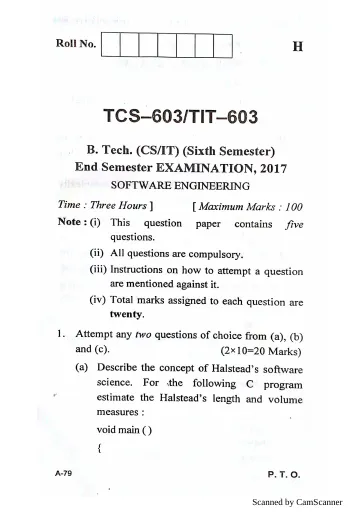 Roll No.
H
TCS–603/TIT–603
B. Tech. (CS/IT) (Sixth Semester)
End Semester EXAMINATION, 2017
SOFTWARE ENGINEERING
Time : Three Hours ] [ Maximum Marks : 100
Note : (i) This question paper contains five
questions.
(ii) All questions are compulsory.
(iii) Instructions on how to attempt a question
are mentioned against it.
(iv) Total marks assigned to each question are
twenty.
1. Attempt any two questions of choice from (a), (b)
and (c). (2×10=20 Marks)
(a) Describe the concept of Halstead's software
science. For the following C program
estimate the Halstead's length and volume
measures :
void main ( )
{
A-79 P. T. O.
Scanned by CamScanner